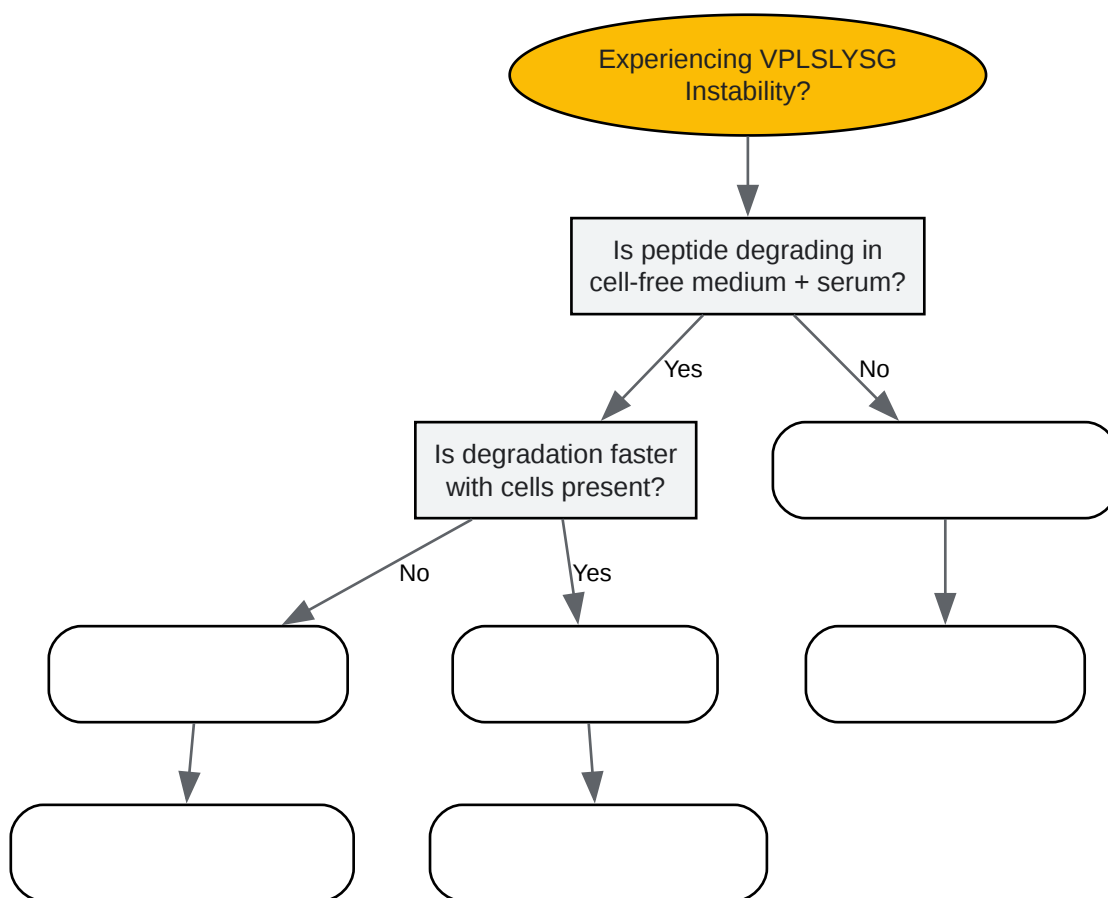 Experiencing VPLSLYSG
Instability?
Is peptide degrading in
cell-free medium + serum?
Yes
No
Is degradation faster
with cells present?
No
Yes